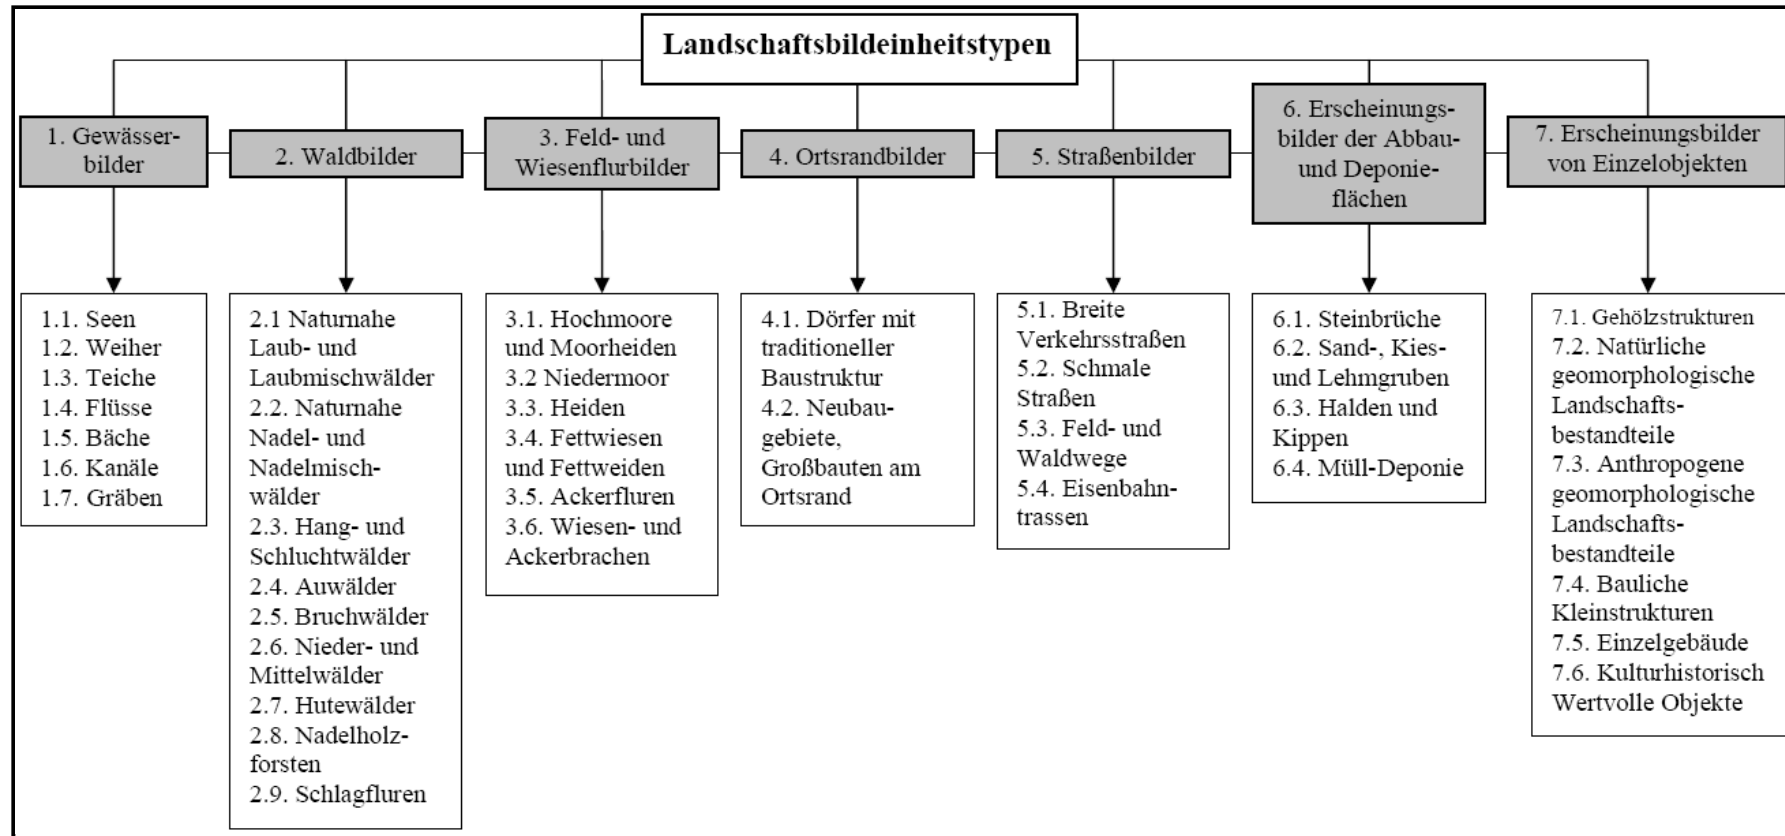 Landschaftsbildeinheitstypen
1. Gewässer-
bilder
2. Waldbilder
3. Feld- und
Wiesenflurbilder
4. Ortsrandbilder
5. Straßenbilder
6. Erscheinungs-
bilder der Abbau-
und Deponie-
flächen
7. Erscheinungsbilder
von Einzelobjekten
1.1. Seen
1.2. Weiher
1.3. Teiche
1.4. Flüsse
1.5. Bäche
1.6. Kanäle
1.7. Gräben
2.1 Naturnahe
Laub- und
Laubmischwälder
2.2. Naturnahe
Nadel- und
Nadelmisch-
wälder
2.3. Hang- und
Schluchtwälder
2.4. Auwälder
2.5. Bruchwälder
2.6. Nieder- und
Mittelwälder
2.7. Hutewälder
2.8. Nadelholz-
forsten
2.9. Schlagfluren
3.1. Hochmoore
und Moorheiden
3.2 Niedermoor
3.3. Heiden
3.4. Fettwiesen
und Fettweiden
3.5. Ackerfluren
3.6. Wiesen- und
Ackerbrachen
4.1. Dörfer mit
traditioneller
Baustruktur
4.2. Neubau-
gebiete,
Großbauten am
Ortsrand
5.1. Breite
Verkehrsstraßen
5.2. Schmale
Straßen
5.3. Feld- und
Waldwege
5.4. Eisenbahn-
trassen
6.1. Steinbrüche
6.2. Sand-, Kies-
und Lehmgruben
6.3. Halden und
Kippen
6.4. Müll-Deponie
7.1. Gehölzstrukturen
7.2. Natürliche
geomorphologische
Landschafts-
bestandteile
7.3. Anthropogene
geomorphologische
Landschafts-
bestandteile
7.4. Bauliche
Kleinstrukturen
7.5. Einzelgebäude
7.6. Kulturhistorisch
Wertvolle Objekte